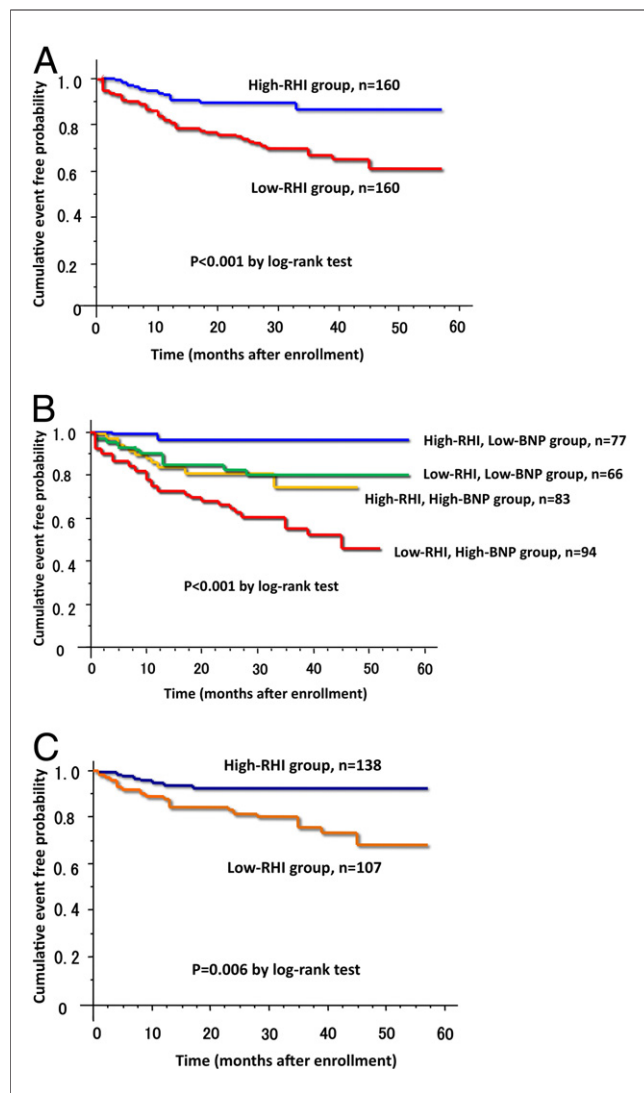 A
Cumulative event free probability
1.0
0.8
0.6
0.4
0.2
0
High-RHI group, n=160
Low-RHI group, n=160
P<0.001 by log-rank test
0 10 20 30 40 50 60
Time (months after enrollment)
B
Cumulative event free probability
1.0
0.8
0.6
0.4
0.2
0
High-RHI, Low-BNP group, n=77
Low-RHI, Low-BNP group, n=66
High-RHI, High-BNP group, n=83
Low-RHI, High-BNP group, n=94
P<0.001 by log-rank test
0 10 20 30 40 50 60
Time (months after enrollment)
C
Cumulative event free probability
1.0
0.8
0.6
0.4
0.2
0
High-RHI group, n=138
Low-RHI group, n=107
P=0.006 by log-rank test
0 10 20 30 40 50 60
Time (months after enrollment)